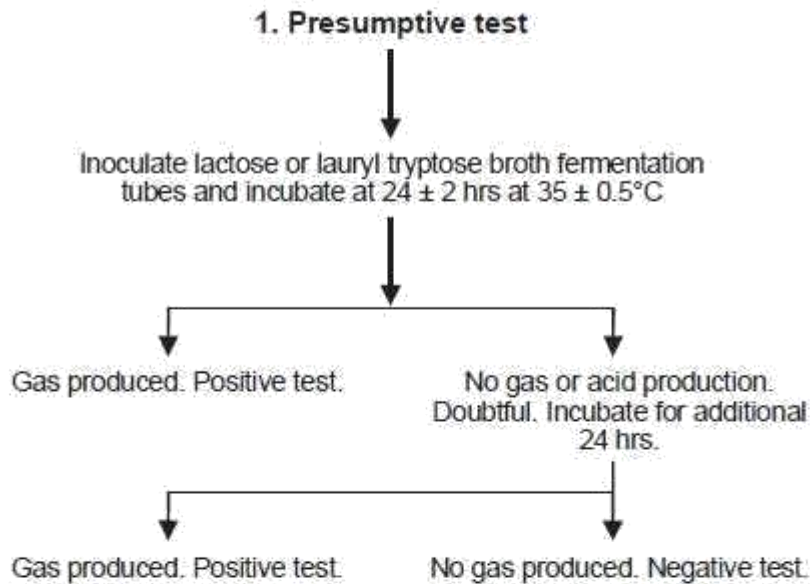 1. Presumptive test
Inoculate lactose or lauryl tryptose broth fermentation
tubes and incubate at 24 ± 2 hrs at 35 ± 0.5°C
Gas produced. Positive test.
No gas or acid production.
Doubtful. Incubate for additional
24 hrs.
Gas produced. Positive test.
No gas produced. Negative test.